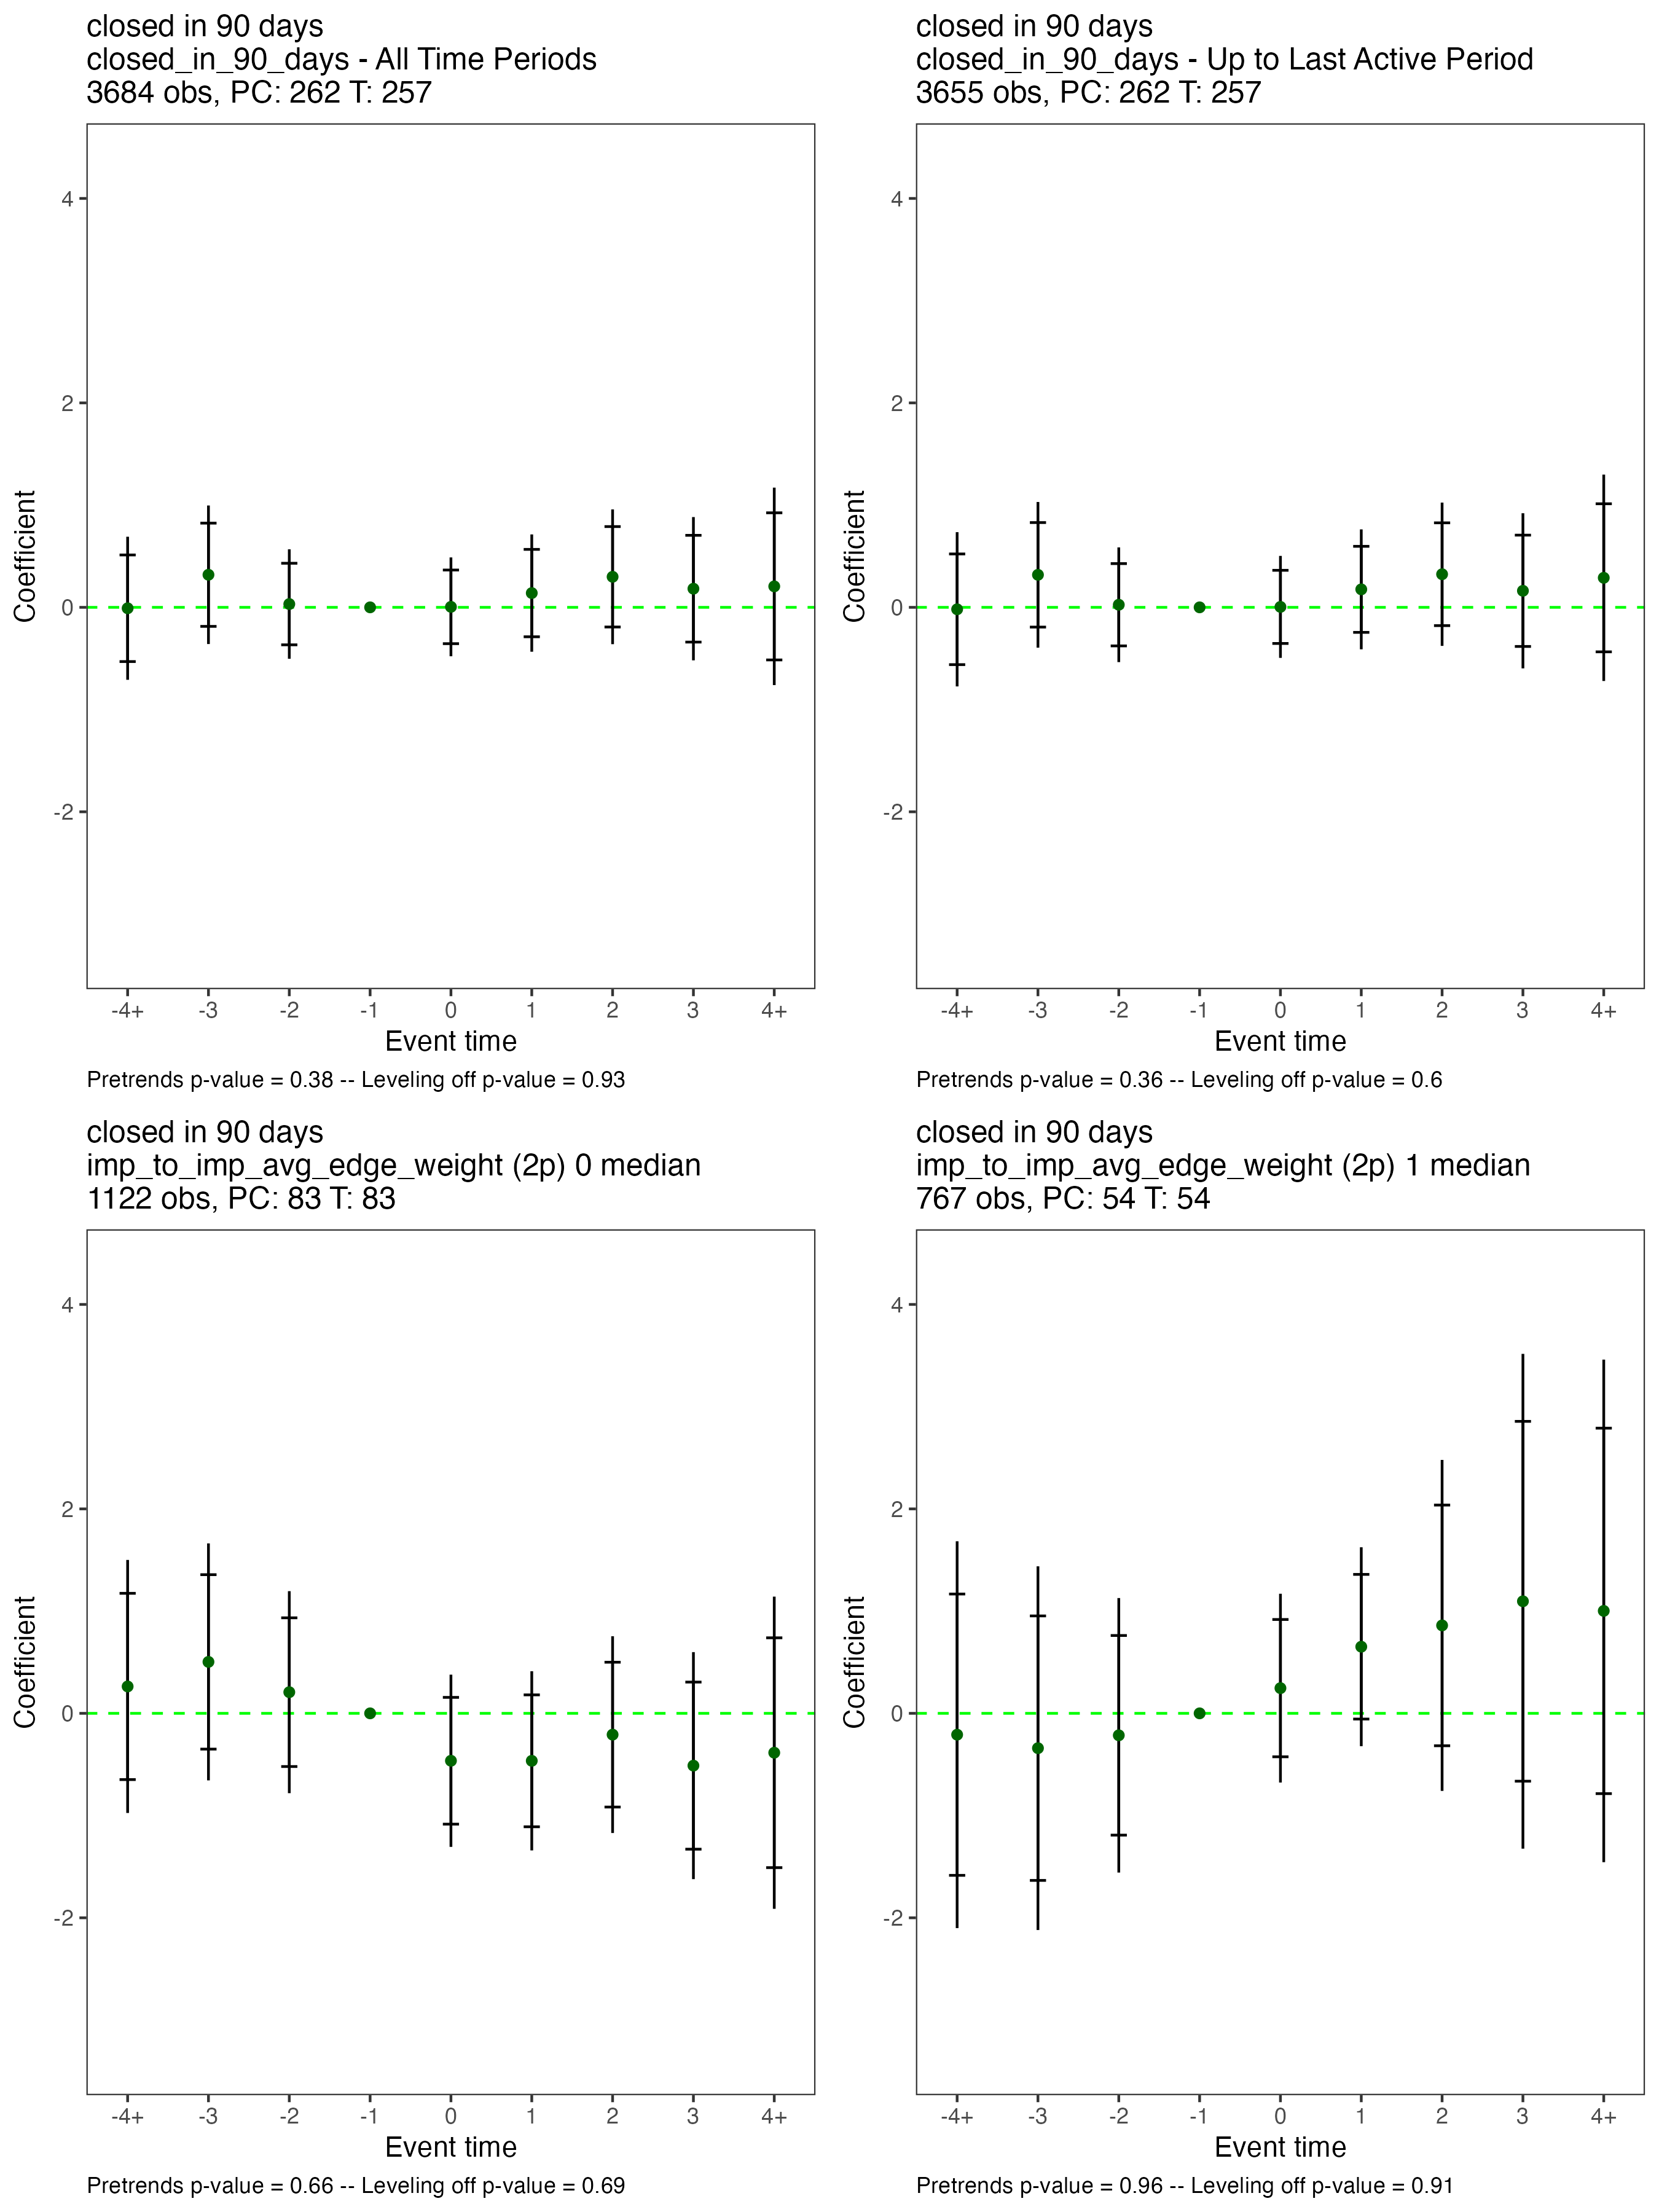 closed in 90 days
closed_in_90_days - All Time Periods
3684 obs, PC: 262 T: 257
4
2
0
-2
Coefficient
-4+ -3 -2 -1 0 1 2 3 4+
Event time
Pretrends p-value = 0.38 -- Leveling off p-value = 0.93
closed in 90 days
closed_in_90_days - Up to Last Active Period
3655 obs, PC: 262 T: 257
4
2
0
-2
Coefficient
-4+ -3 -2 -1 0 1 2 3 4+
Event time
Pretrends p-value = 0.36 -- Leveling off p-value = 0.6
closed in 90 days
imp_to_imp_avg_edge_weight (2p) 0 median
1122 obs, PC: 83 T: 83
4
2
0
-2
Coefficient
-4+ -3 -2 -1 0 1 2 3 4+
Event time
Pretrends p-value = 0.66 -- Leveling off p-value = 0.69
closed in 90 days
imp_to_imp_avg_edge_weight (2p) 1 median
767 obs, PC: 54 T: 54
4
2
0
-2
Coefficient
-4+ -3 -2 -1 0 1 2 3 4+
Event time
Pretrends p-value = 0.96 -- Leveling off p-value = 0.91